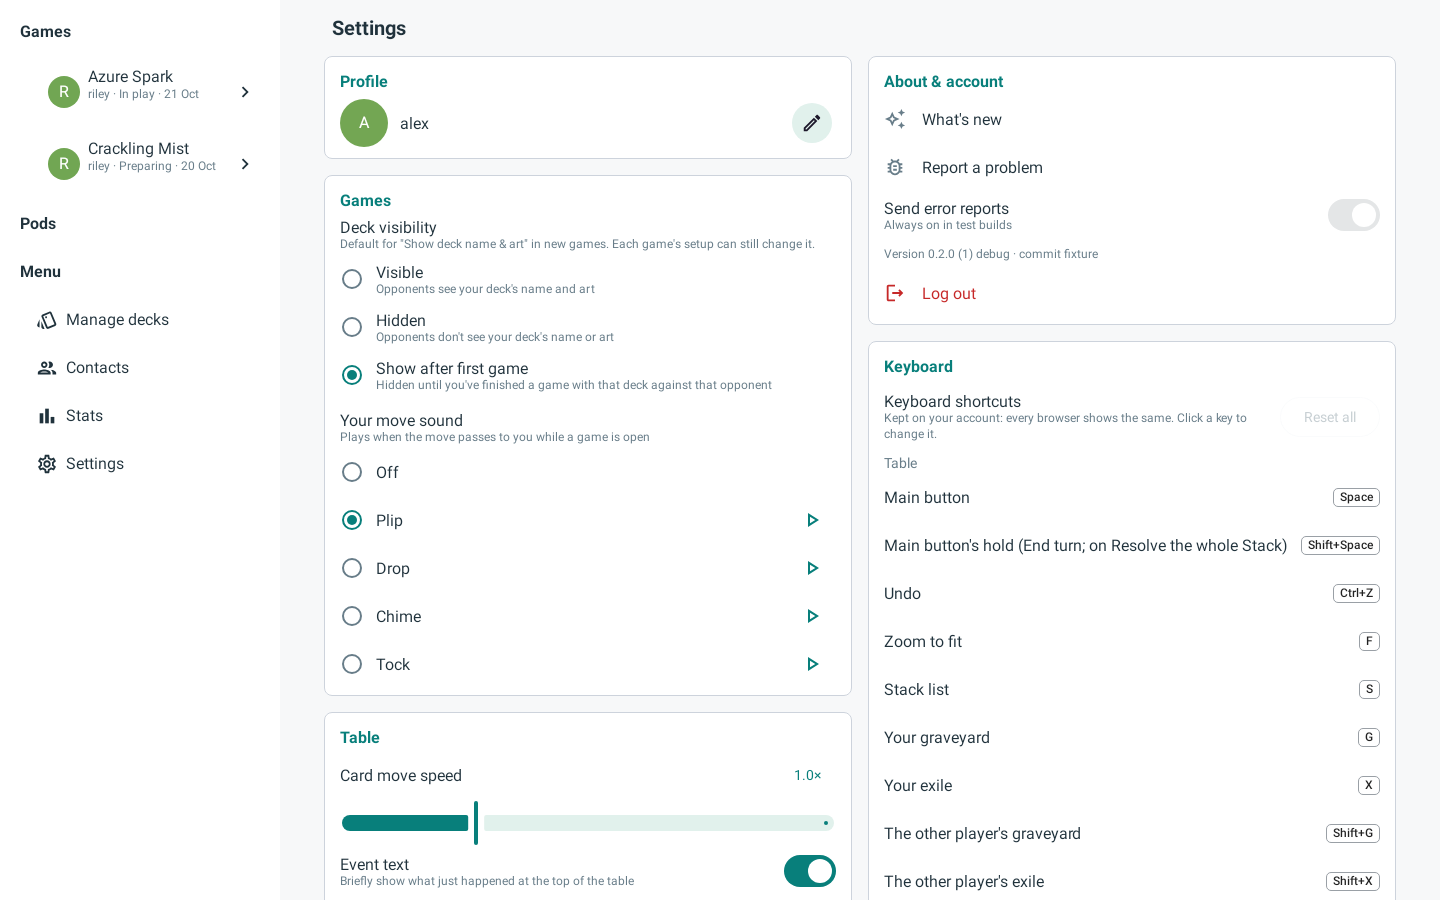 Games
R
Azure Spark
riley · In play · 21 Oct
R
Crackling Mist
riley · Preparing · 20 Oct
Pods
Menu
Manage decks
Contacts
Stats
Settings
Settings
Profile
A
alex
Games
Deck visibility
Default for "Show deck name & art" in new games. Each game's setup can still change it.
Visible
Opponents see your deck's name and art
Hidden
Opponents don't see your deck's name or art
Show after first game
Hidden until you've finished a game with that deck against that opponent
Your move sound
Plays when the move passes to you while a game is open
Off
Plip
Drop
Chime
Tock
Table
Card move speed
1.0×
Event text
Briefly show what just happened at the top of the table
About & account
What's new
Report a problem
Send error reports
Always on in test builds
Version 0.2.0 (1) debug · commit fixture
Log out
Keyboard
Keyboard shortcuts
Kept on your account: every browser shows the same. Click a key to
change it.
Reset all
Table
Main button
Space
Main button's hold (End turn; on Resolve the whole Stack)
Shift+Space
Undo
Ctrl+Z
Zoom to fit
F
Stack list
S
Your graveyard
G
Your exile
X
The other player's graveyard
Shift+G
The other player's exile
Shift+X